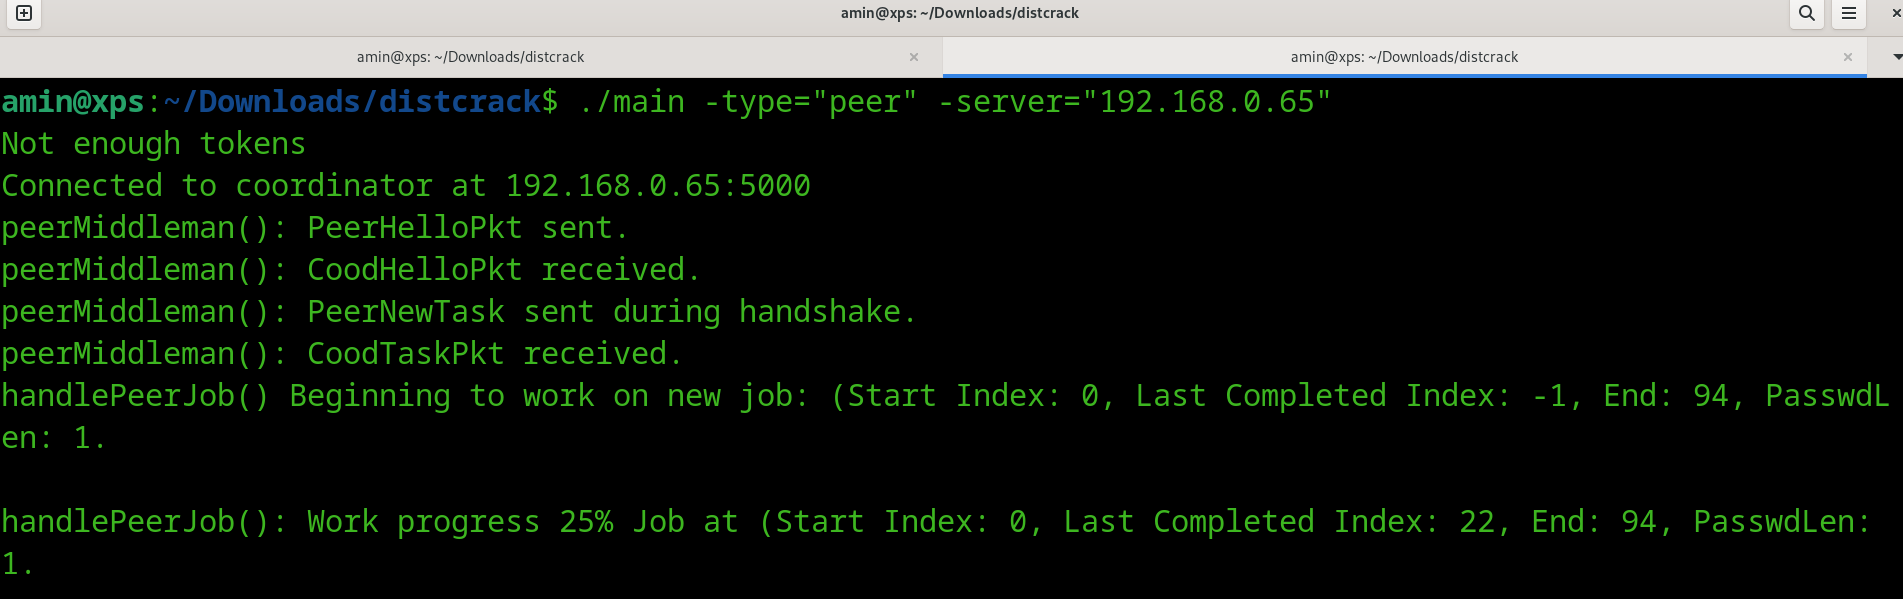 amin@xps: ~/Downloads/distcrack
amin@xps: ~/Downloads/distcrack
amin@xps: ~/Downloads/distcrack
amin@xps:~/Downloads/distcrack$ ./main -type="peer" -server="192.168.0.65"
Not enough tokens
Connected to coordinator at 192.168.0.65:5000
peerMiddleman(): PeerHelloPkt sent.
peerMiddleman(): CoodHelloPkt received.
peerMiddleman(): PeerNewTask sent during handshake.
peerMiddleman(): CoodTaskPkt received.
handlePeerJob() Beginning to work on new job: (Start Index: 0, Last Completed Index: -1, End: 94, PasswdL
en: 1.
handlePeerJob(): Work progress 25% Job at (Start Index: 0, Last Completed Index: 22, End: 94, PasswdLen:
1.